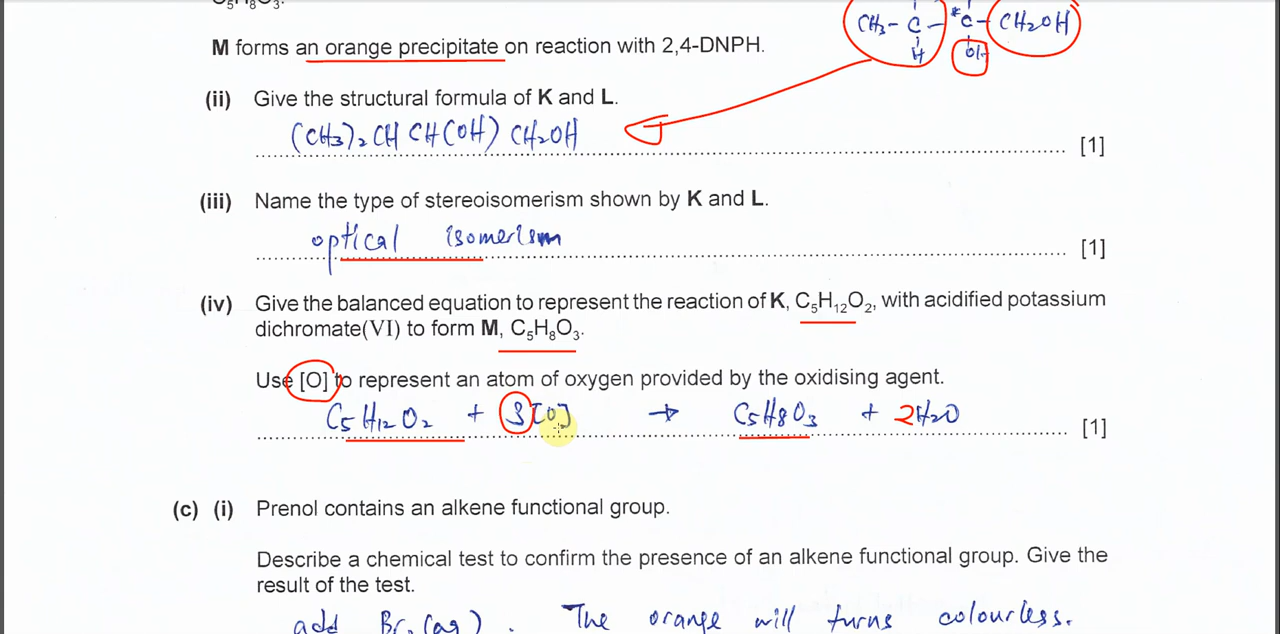 C₅H₈O₃.
CH₃ - C - *C - CH₂OH
H OH
M forms an orange precipitate on reaction with 2,4-DNPH.
(ii) Give the structural formula of K and L.
(CH₃)₂ CH CH(OH) CH₂OH
[1]
(iii) Name the type of stereoisomerism shown by K and L.
optical isomerism
[1]
(iv) Give the balanced equation to represent the reaction of K, C₅H₁₂O₂, with acidified potassium
dichromate(VI) to form M, C₅H₈O₃.
Use [O] to represent an atom of oxygen provided by the oxidising agent.
C₅H₁₂O₂ + 3[O] → C₅H₈O₃ + 2H₂O
[1]
(c) (i) Prenol contains an alkene functional group.
Describe a chemical test to confirm the presence of an alkene functional group. Give the
result of the test.
add Br₂(aq). The orange will turns colourless.